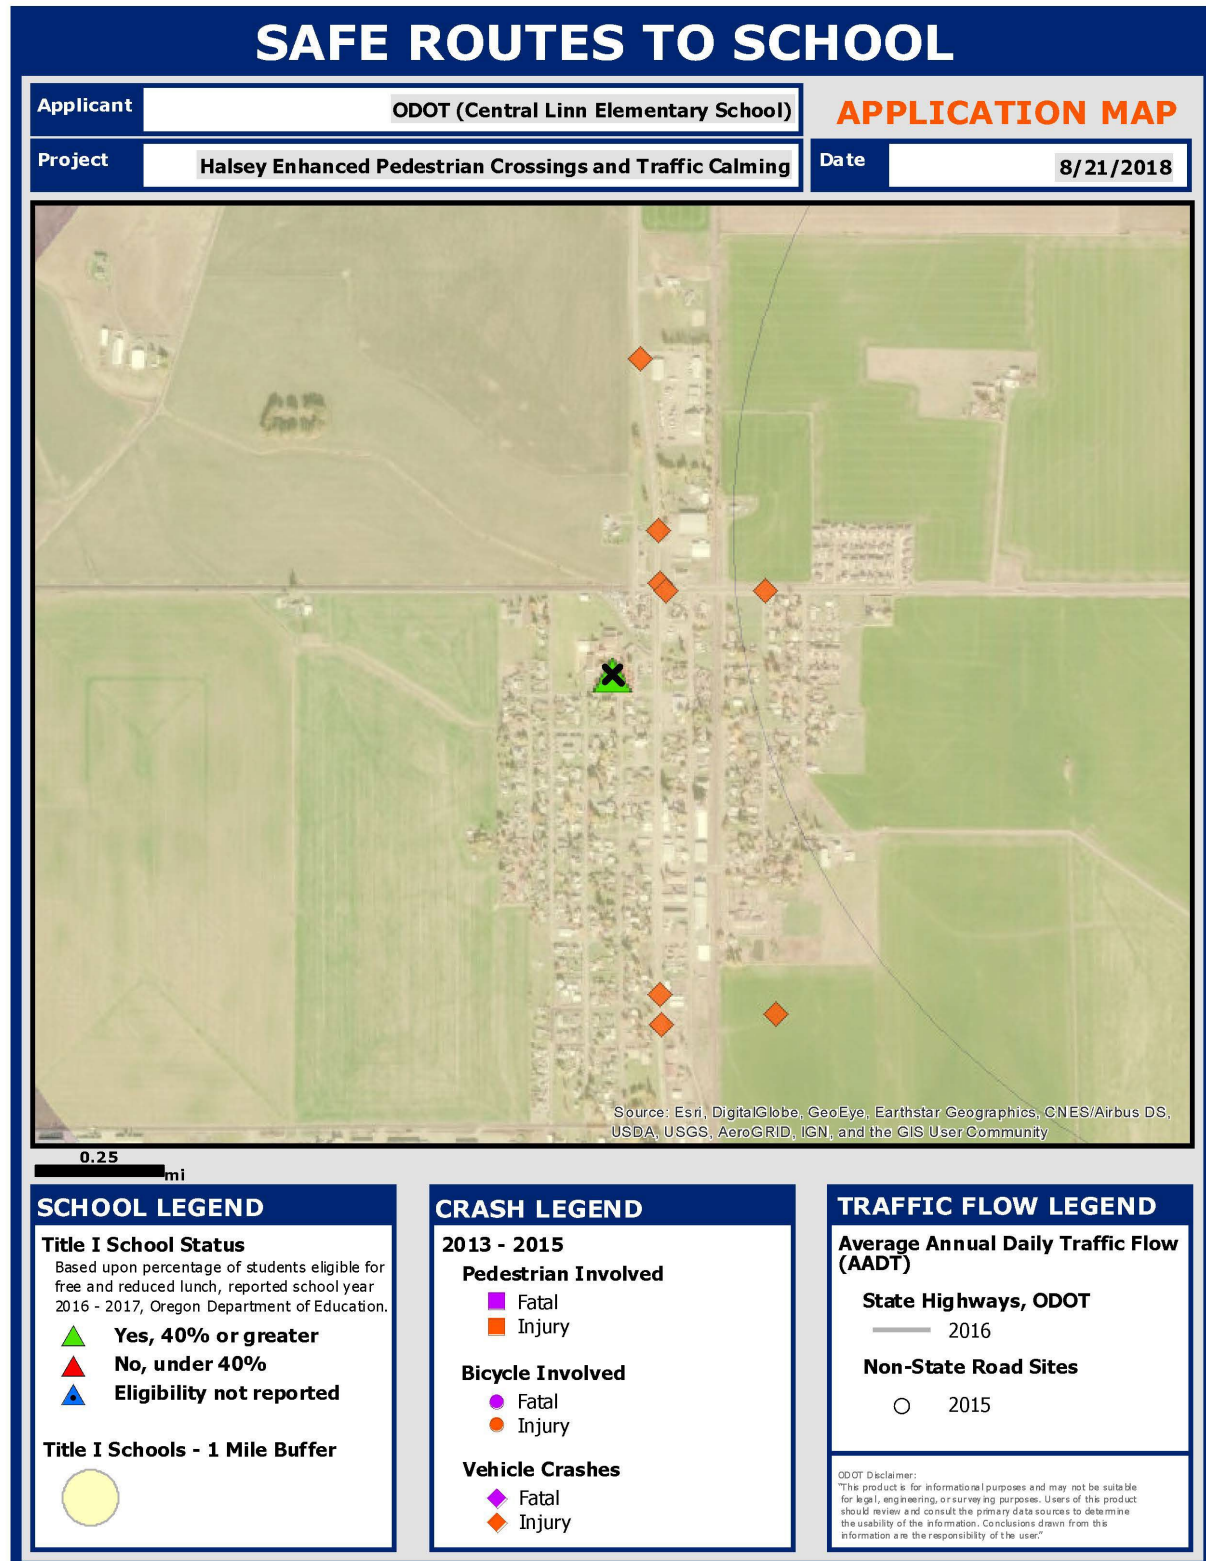 SAFE ROUTES TO SCHOOL
Applicant
ODOT (Central Linn Elementary School)
APPLICATION MAP
Project
Halsey Enhanced Pedestrian Crossings and Traffic Calming
Date
8/21/2018
Source: Esri, DigitalGlobe, GeoEye, Earthstar Geographics, CNES/Airbus DS,
USDA, USGS, AeroGRID, IGN, and the GIS User Community
0.25
mi
SCHOOL LEGEND
Title I School Status
Based upon percentage of students eligible for
free and reduced lunch, reported school year
2016 - 2017, Oregon Department of Education.
Yes, 40% or greater
No, under 40%
Eligibility not reported
Title I Schools - 1 Mile Buffer
CRASH LEGEND
2013 - 2015
Pedestrian Involved
Fatal
Injury
Bicycle Involved
Fatal
Injury
Vehicle Crashes
Fatal
Injury
TRAFFIC FLOW LEGEND
Average Annual Daily Traffic Flow
(AADT)
State Highways, ODOT
2016
Non-State Road Sites
2015
ODOT Disclaimer:
"This product is for informational purposes and may not be suitable
for legal, engineering, or surveying purposes. Users of this product
should review and consult the primary data sources to determine
the usability of the information. Conclusions drawn from this
information are the responsibility of the user."